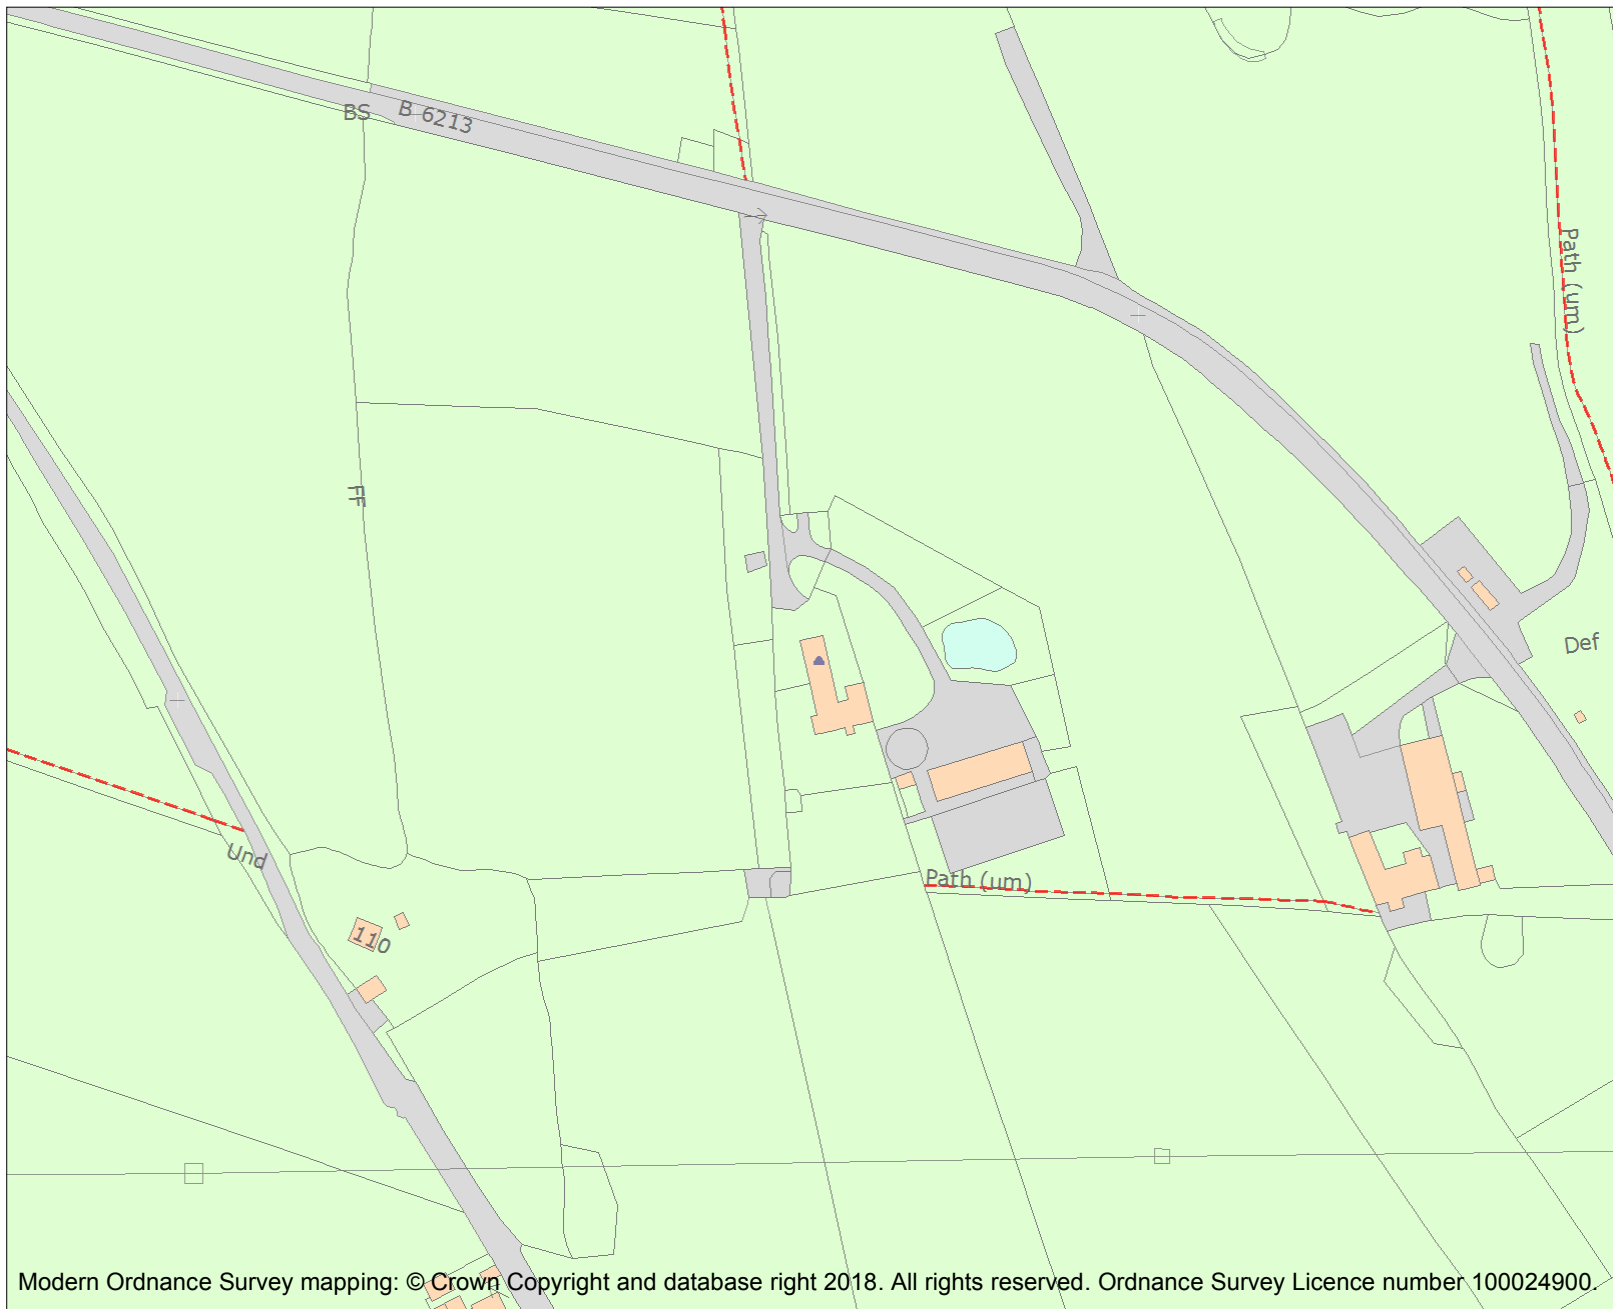 BS
B 6213
Path (um)
FF
Def
Und
Path (um)
110
Modern Ordnance Survey mapping: © Crown Copyright and database right 2018. All rights reserved. Ordnance Survey Licence number 100024900.